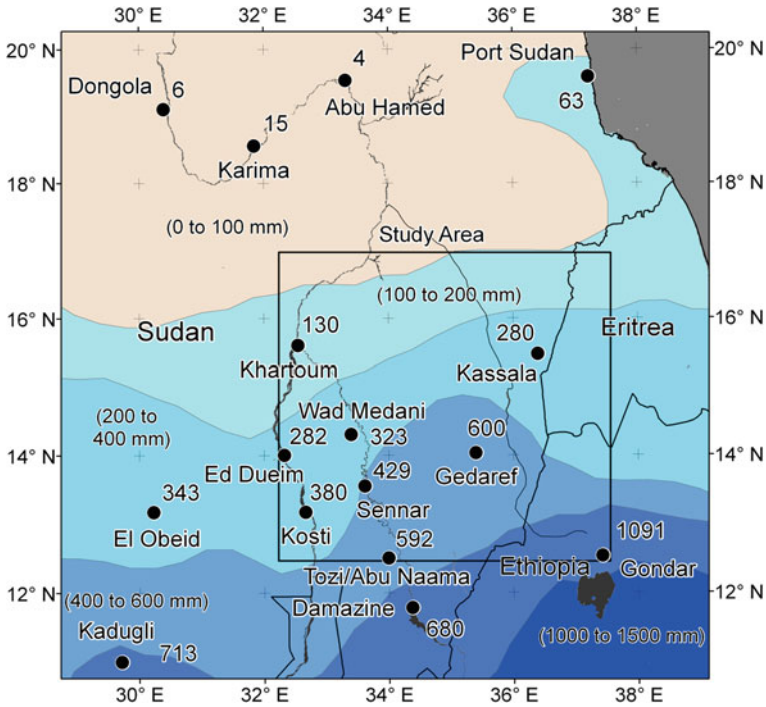 30° E 32° E 34° E 36° E 38° E
20° N
20° N
4
Port Sudan
Dongola
6
63
Abu Hamed
15
Karima
18° N
18° N
(0 to 100 mm)
Study Area
(100 to 200 mm)
16° N
16° N
Sudan
130
280
Eritrea
Khartoum
Kassala
(200 to
400 mm)
Wad Medani
600
282
323
14° N
14° N
Ed Dueim
429
Gedaref
343
380
Sennar
El Obeid
Kosti
592
1091
Ethiopia
Gondar
Tozi/Abu Naama
12° N
12° N
(400 to 600 mm)
Damazine
Kadugli
680
(1000 to 1500 mm)
713
30° E 32° E 34° E 36° E 38° E